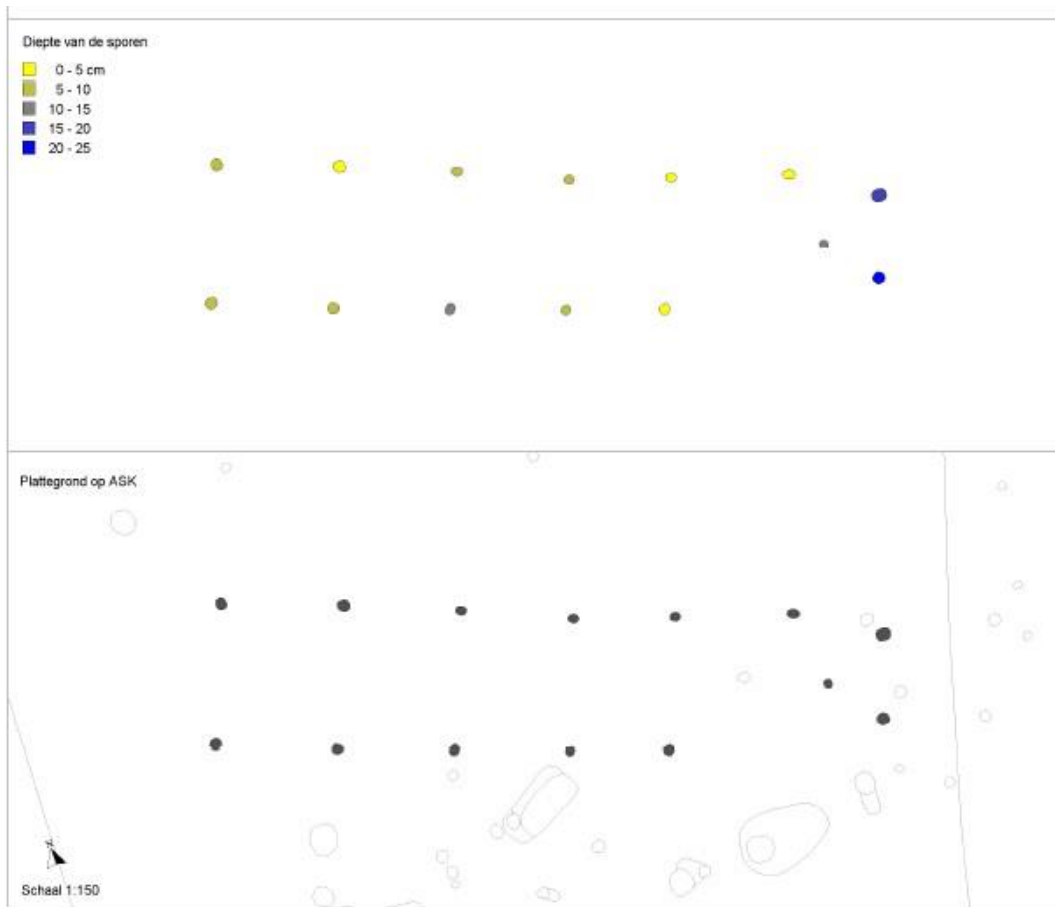 Diepte van de sporen
0 - 5 cm
5 - 10
10 - 15
15 - 20
20 - 25
Plattegrond op ASK
Schaal 1:150